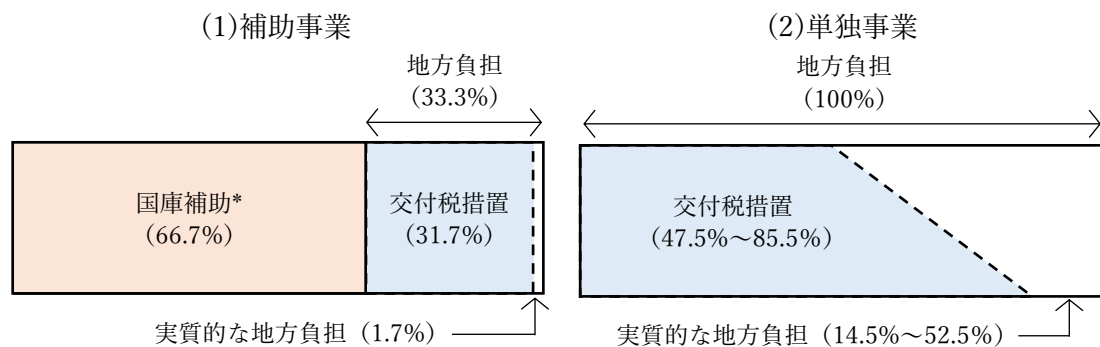 (1)補助事業
地方負担
(33.3%)
国庫補助*
(66.7%)
交付税措置
(31.7%)
実質的な地方負担(1.7%)
(2)単独事業
地方負担
(100%)
交付税措置
(47.5%～85.5%)
実質的な地方負担(14.5%～52.5%)